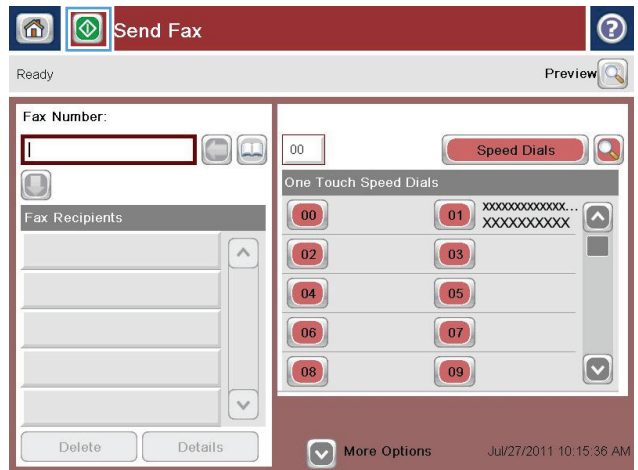 Send Fax
?
Ready
Preview
Fax Number:
Fax Recipients
Delete
Details
00
Speed Dials
One Touch Speed Dials
00
01 xxxxxxxxxxxxx...
XXXXXXXXXX
02
03
04
05
06
07
08
09
More Options
Jul/27/2011 10:15:36 AM